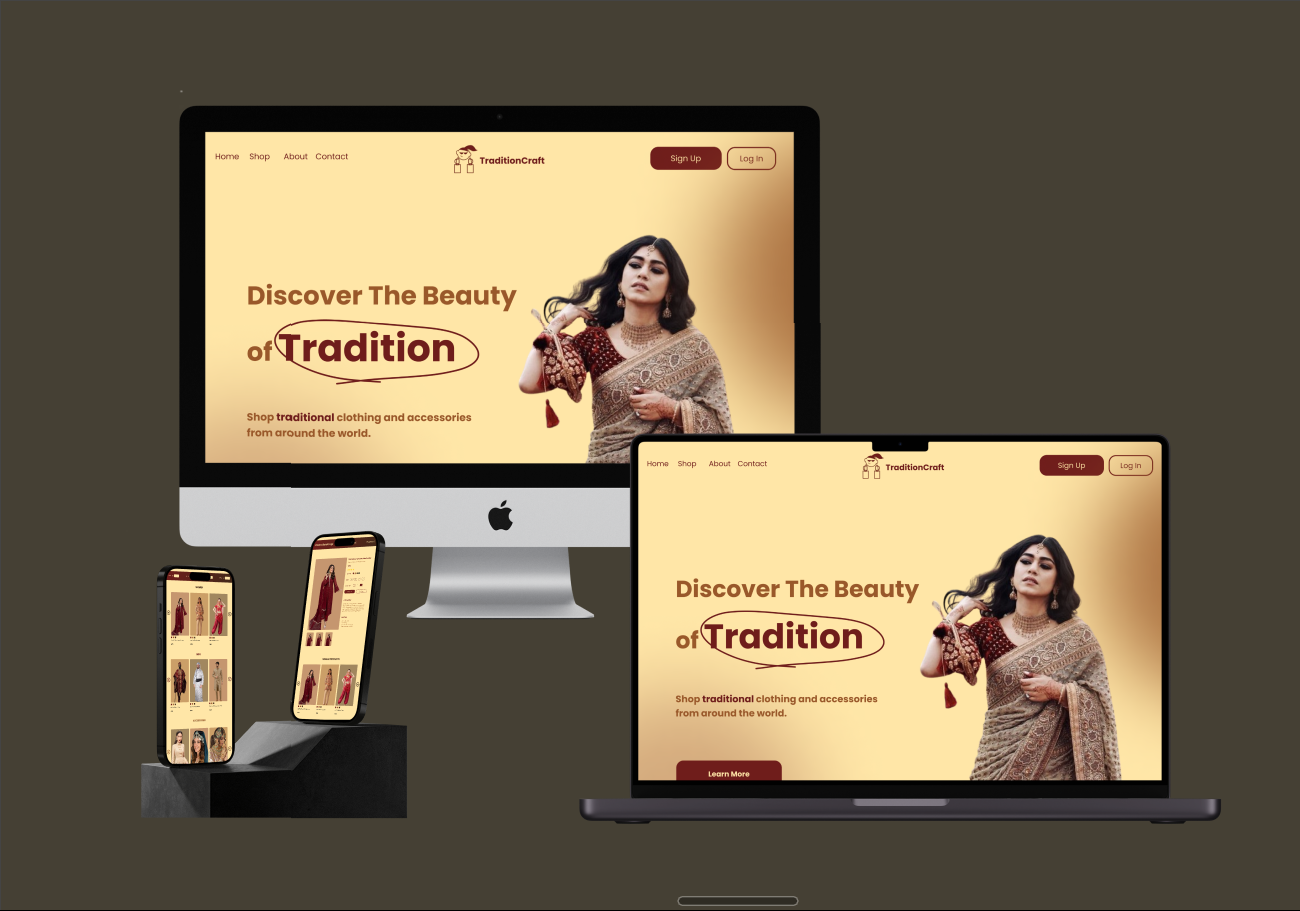 Home Shop About Contact
TraditionCraft
Sign Up
Log In
Discover The Beauty
of Tradition
Shop traditional clothing and accessories
from around the world.
Home Shop About Contact
TraditionCraft
Sign Up
Log In
Discover The Beauty
of Tradition
Shop traditional clothing and accessories
from around the world.
Learn More